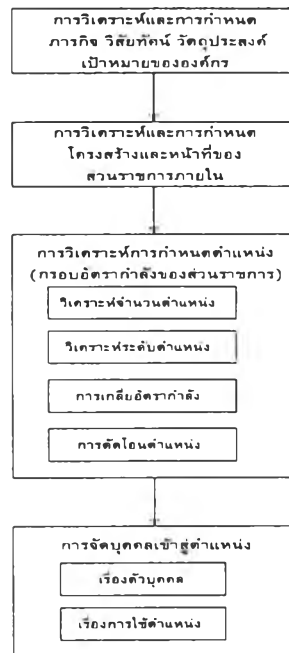 การวิเคราะห์และการกำหนด
ภารกิจ วิสัยทัศน์ วัตถุประสงค์
เป้าหมายขององค์กร
การวิเคราะห์และการกำหนด
โครงสร้างและหน้าที่ของ
ส่วนราชการภายใน
การวิเคราะห์การกำหนดตำแหน่ง
(กรอบอัตรากำลังของส่วนราชการ)
วิเคราะห์จำนวนตำแหน่ง
วิเคราะห์ระดับตำแหน่ง
การเกลี่ยอัตรากำลัง
การตัดโอนตำแหน่ง
การจัดบุคคลเข้าสู่ตำแหน่ง
เรื่องตัวบุคคล
เรื่องการใช้ตำแหน่ง